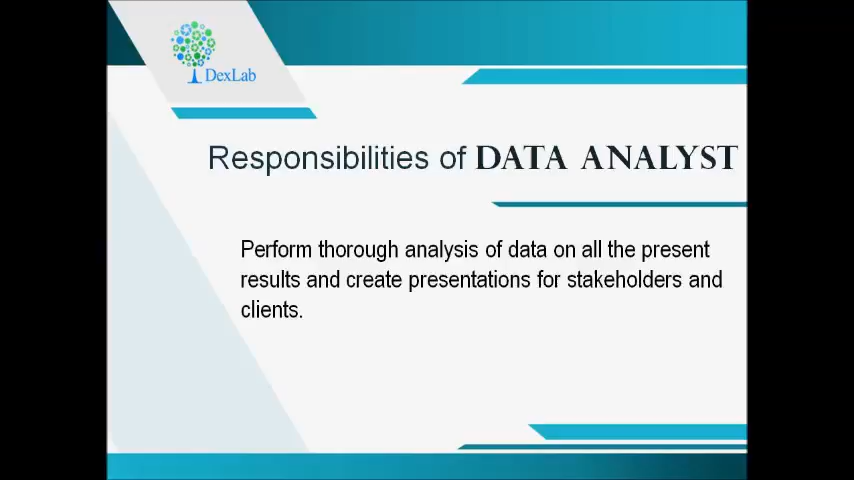 DexLab
Responsibilities of DATA ANALYST
Perform thorough analysis of data on all the present
results and create presentations for stakeholders and
clients.